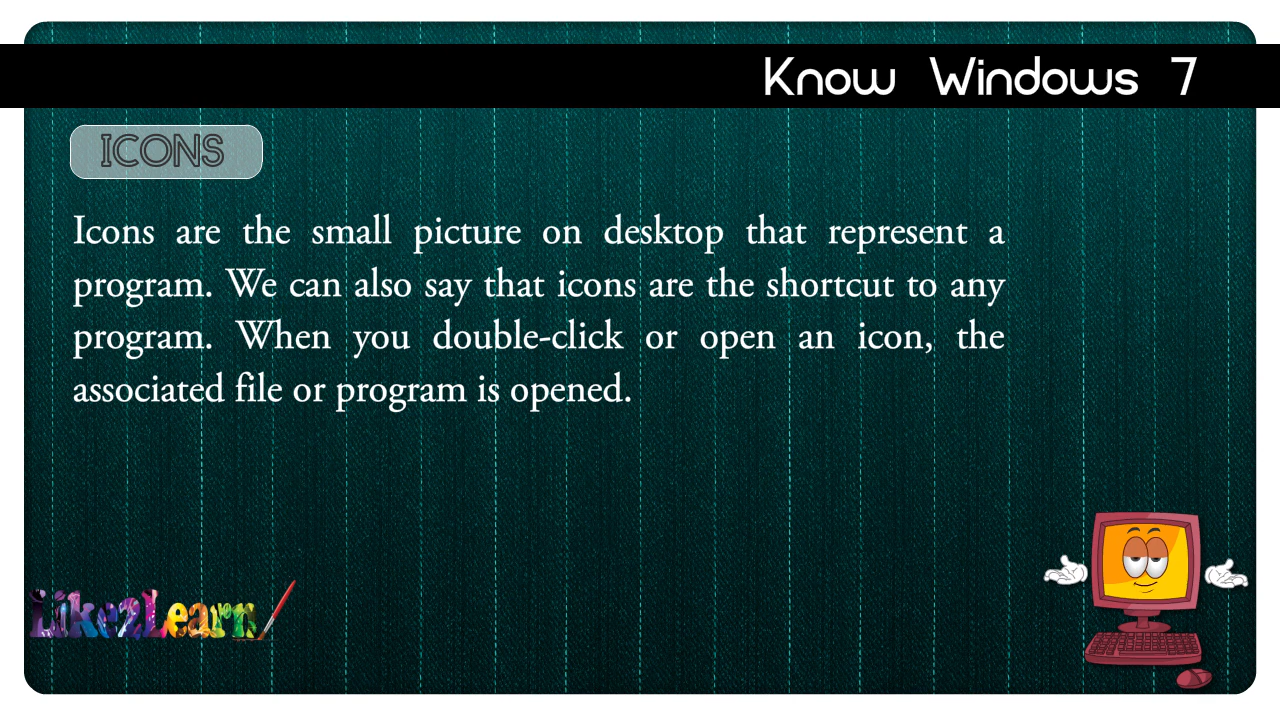 Know Windows 7
ICONS
Icons are the small picture on desktop that represent a
program. We can also say that icons are the shortcut to any
program. When you double-click or open an icon, the
associated file or program is opened.
Like2Learn